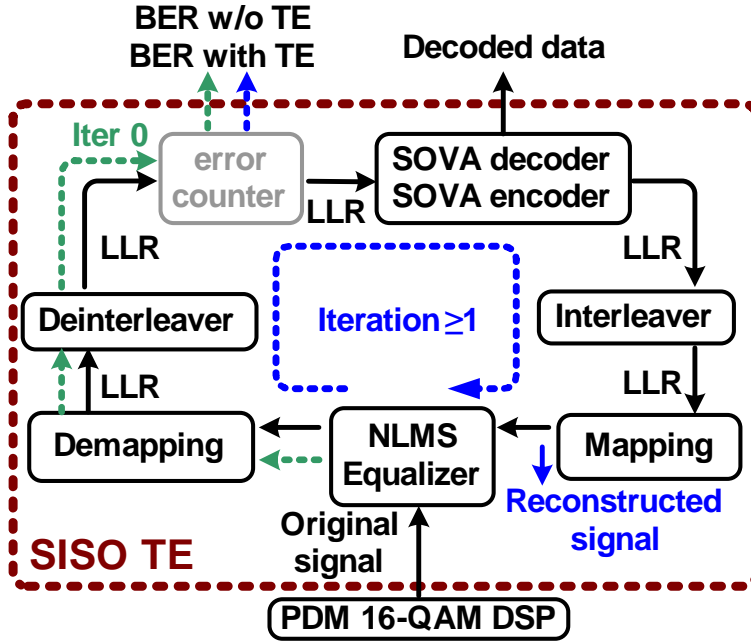 BER w/o TE
BER with TE
Decoded data
Iter 0
error
counter
LLR
SOVA decoder
SOVA encoder
LLR
LLR
Deinterleaver
Iteration ≥1
Interleaver
LLR
LLR
Demapping
NLMS
Equalizer
Mapping
Reconstructed
signal
Original
signal
SISO TE
PDM 16-QAM DSP